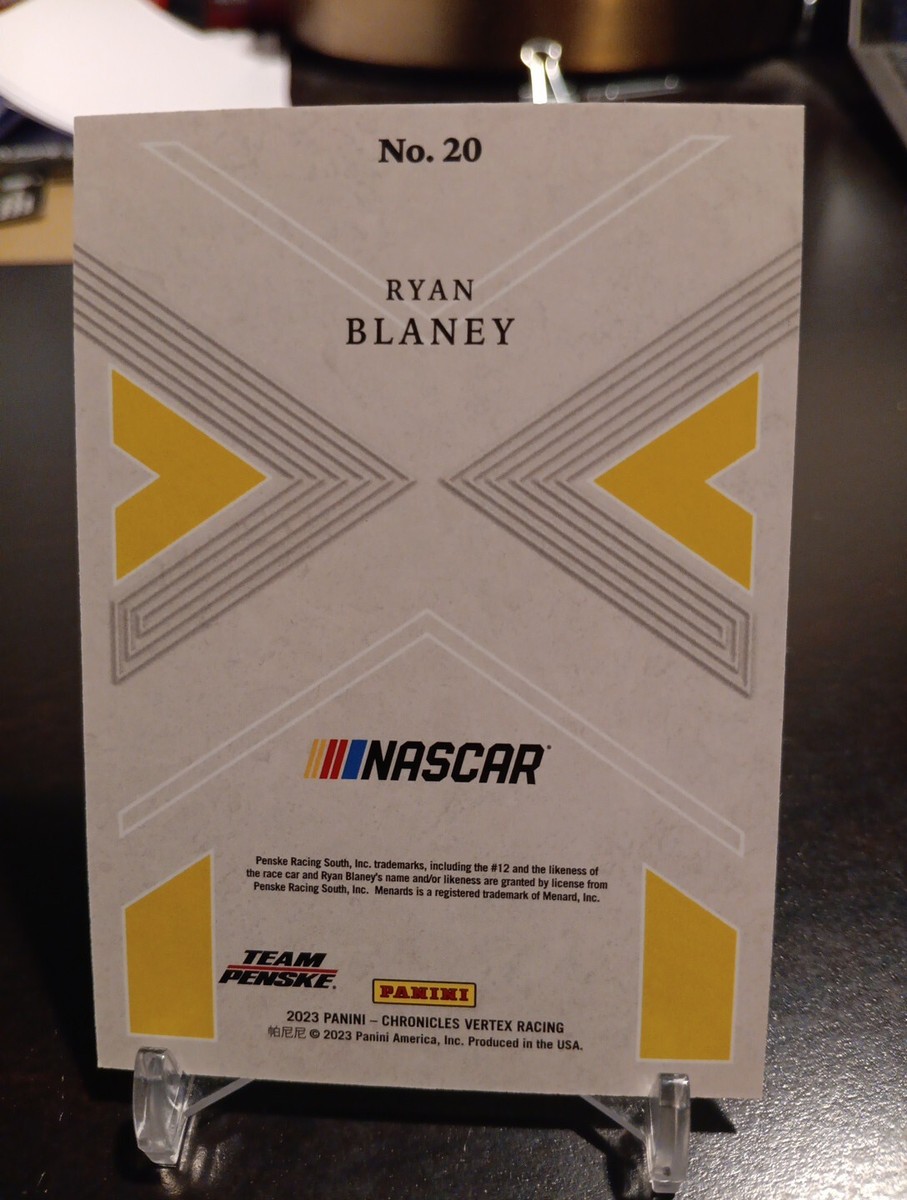 No. 20
RYAN
BLANEY
NASCAR
Penske Racing South, Inc. trademarks, including the #12 and the likeness of
the race car and Ryan Blaney's name and/or likeness are granted by license from
Penske Racing South, Inc. Menards is a registered trademark of Menard, Inc.
TEAM
PENSKE.
PANINI
2023 PANINI – CHRONICLES VERTEX RACING
帕尼尼 © 2023 Panini America, Inc. Produced in the USA.